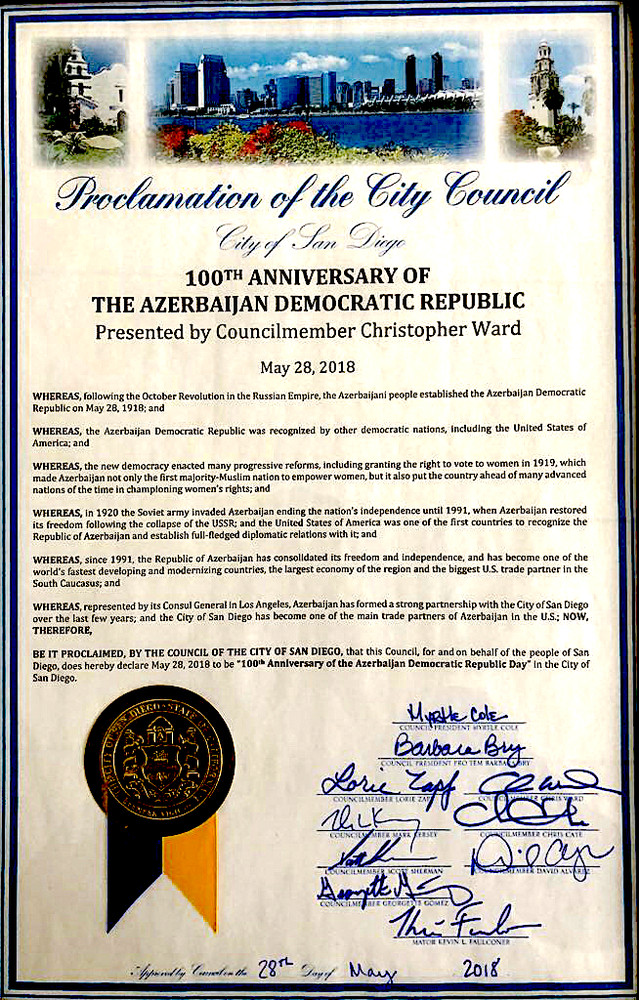 Proclamation of the City Council
City of San Diego
100TH ANNIVERSARY OF
THE AZERBAIJAN DEMOCRATIC REPUBLIC
Presented by Councilmember Christopher Ward
May 28, 2018
WHEREAS, following the October Revolution in the Russian Empire, the Azerbaijani people established the Azerbaijan Democratic
Republic on May 28, 1918; and
WHEREAS, the Azerbaijan Democratic Republic was recognized by other democratic nations, including the United States of
America; and
WHEREAS, the new democracy enacted many progressive reforms, including granting the right to vote to women in 1919, which
made Azerbaijan not only the first majority-Muslim nation to empower women, but it also put the country ahead of many advanced
nations of the time in championing women's rights; and
WHEREAS, in 1920 the Soviet army invaded Azerbaijan ending the nation's independence until 1991, when Azerbaijan restored
its freedom following the collapse of the USSR; and the United States of America was one of the first countries to recognize the
Republic of Azerbaijan and establish full-fledged diplomatic relations with it; and
WHEREAS, since 1991, the Republic of Azerbaijan has consolidated its freedom and independence, and has become one of the
world's fastest developing and modernizing countries, the largest economy of the region and the biggest U.S. trade partner in the
South Caucasus; and
WHEREAS, represented by its Consul General in Los Angeles, Azerbaijan has formed a strong partnership with the City of San Diego
over the last few years; and the City of San Diego has become one of the main trade partners of Azerbaijan in the U.S.; NOW,
THEREFORE,
BE IT PROCLAIMED, BY THE COUNCIL OF THE CITY OF SAN DIEGO, that this Council, for and on behalf of the people of San
Diego, does hereby declare May 28, 2018 to be "100th Anniversary of the Azerbaijan Democratic Republic Day" in the City of
San Diego.
Myrtle Cole
COUNCIL PRESIDENT MYRTLE COLE
Barbara Bry
COUNCIL PRESIDENT PRO TEM BARBARA BRY
Lorie Zapf
COUNCILMEMBER LORIE ZAPF
COUNCILMEMBER CHRIS WARD
COUNCILMEMBER MARK KERSEY
COUNCILMEMBER CHRIS CATE
COUNCILMEMBER SCOTT SHERMAN
COUNCILMEMBER DAVID ALVAREZ
COUNCILMEMBER GEORGETTE GOMEZ
MAYOR KEVIN L. FAULCONER
Approved by Council on the 28TH Day of May 2018